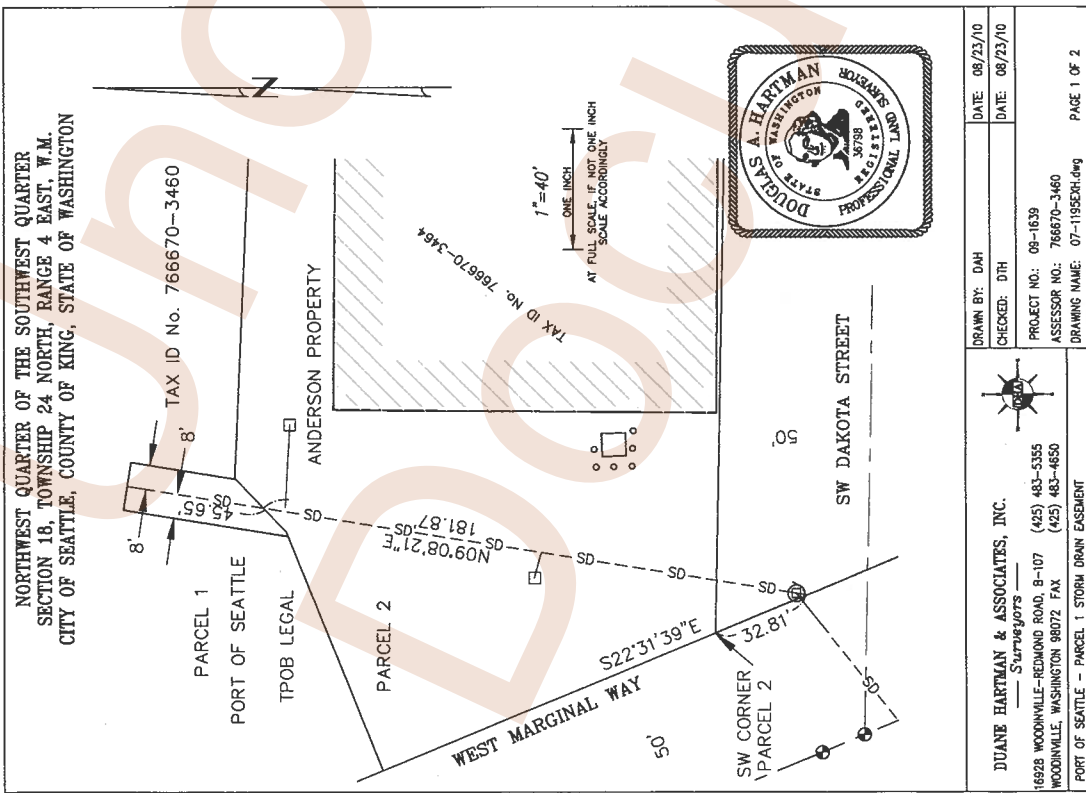 NORTHWEST QUARTER OF THE SOUTHWEST QUARTER
SECTION 18, TOWNSHIP 24 NORTH, RANGE 4 EAST, W.M.
CITY OF SEATTLE, COUNTY OF KING, STATE OF WASHINGTON
TAX ID No. 766670-3460
N
8'
8'
45.65'
SD
PARCEL 1
PORT OF SEATTLE
TPOB LEGAL
PARCEL 2
ANDERSON PROPERTY
TAX ID No. 766670-3464
1"=40'
ONE INCH
AT FULL SCALE, IF NOT ONE INCH
SCALE ACCORDINGLY
SD
SD
N09°08'21"E
181.87'
SD
SD
SD
S22°31'39"E
32.81'
SD
WEST MARGINAL WAY
50'
SW CORNER
PARCEL 2
50'
SW DAKOTA STREET
DOUGLAS A. HARTMAN
STATE OF WASHINGTON
36798
REGISTERED
PROFESSIONAL LAND SURVEYOR
DUANE HARTMAN & ASSOCIATES, INC.
Surveyors
16928 WOODINVILLE-REDMOND ROAD, B-107 (425) 483-5355
WOODINVILLE, WASHINGTON 98072 FAX (425) 483-4650
PORT OF SEATTLE - PARCEL 1 STORM DRAIN EASEMENT
DRAWN BY: DAH DATE: 08/23/10
CHECKED: DTH DATE: 08/23/10
PROJECT NO.: 09-1639
ASSESSOR NO.: 766670-3460
DRAWING NAME: 07-1195EXH.dwg PAGE 1 OF 2